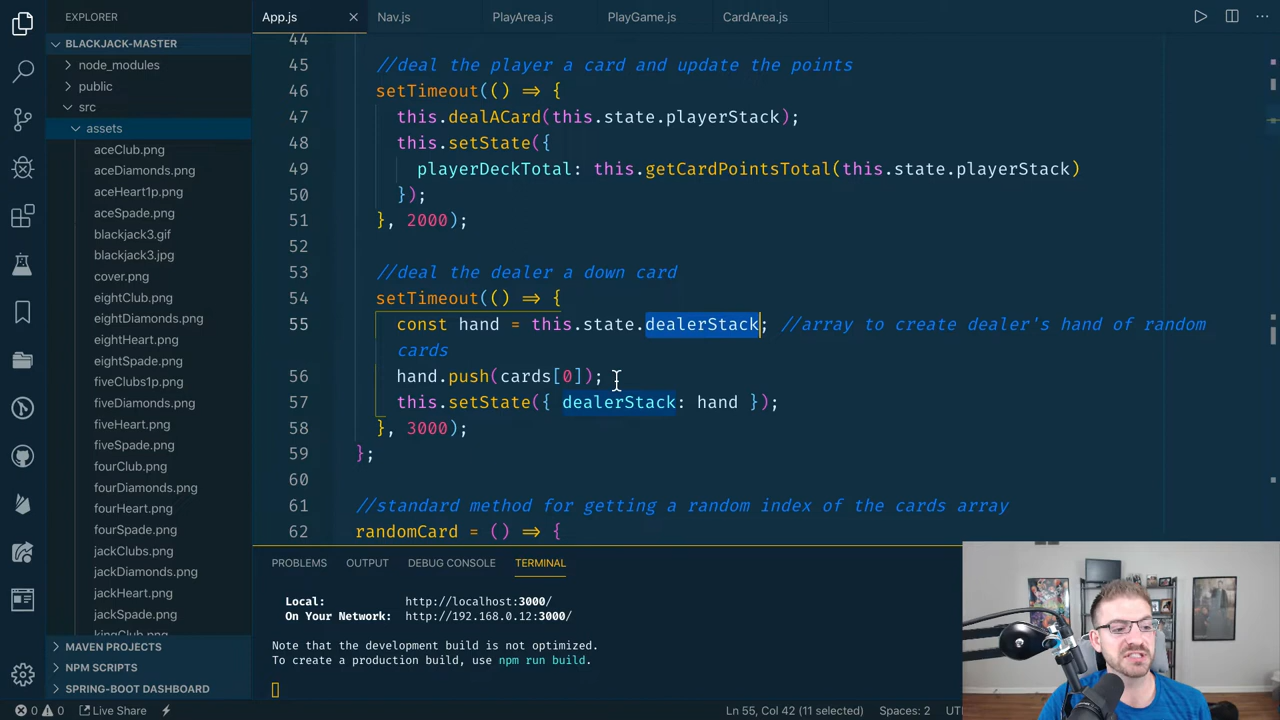 EXPLORER
App.js
Nav.js
PlayArea.js
PlayGame.js
CardArea.js
BLACKJACK-MASTER
node_modules
public
src
assets
aceClub.png
aceDiamonds.png
aceHeart1p.png
aceSpade.png
blackjack3.gif
blackjack3.jpg
cover.png
eightClub.png
eightDiamonds.png
eightHeart.png
fiveClubs1p.png
fiveHeart.png
fiveSpade.png
fourClub.png
fourDiamonds.png
fourHeart.png
fourSpade.png
jackClubs.png
jackDiamonds.png
jackHeart.png
jackSpade.png
kingClub.png
MAVEN PROJECTS
NPM SCRIPTS
SPRING-BOOT DASHBOARD
44
45 //deal the player a card and update the points
46 setTimeout(() => {
47 this.dealACard(this.state.playerStack);
48 this.setState({
49 playerDeckTotal: this.getCardPointsTotal(this.state.playerStack)
50 });
51 }, 2000);
52
53 //deal the dealer a down card
54 setTimeout(() => {
55 const hand = this.state.dealerStack; //array to create dealer's hand of random
cards
56 hand.push(cards[0]);
57 this.setState({ dealerStack: hand });
58 }, 3000);
59 };
60
61 //standard method for getting a random index of the cards array
62 randomCard = () => {
PROBLEMS OUTPUT DEBUG CONSOLE TERMINAL
Local: http://localhost:3000/
On Your Network: http://192.168.0.12:3000/
Note that the development build is not optimized.
To create a production build, use npm run build.
0 0 Live Share
Ln 55, Col 42 (11 selected)
Spaces: 2